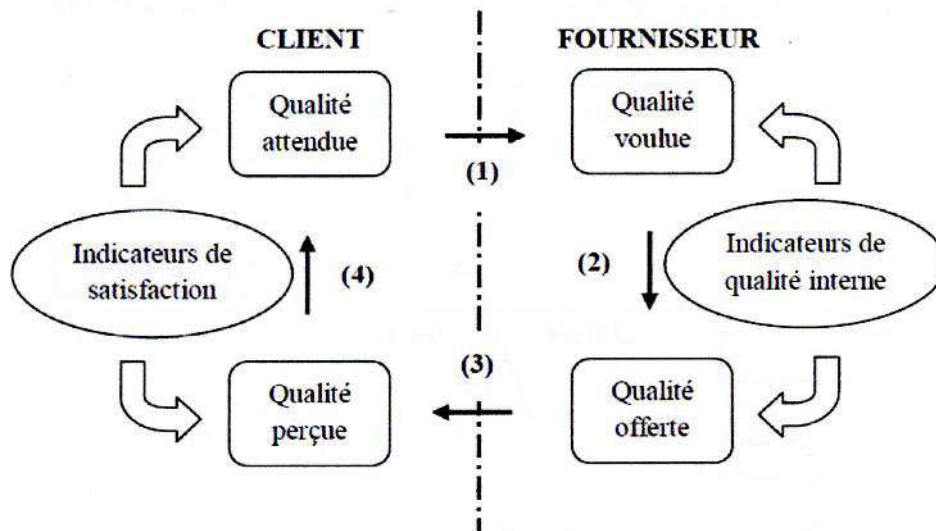 CLIENT
FOURNISSEUR
Qualité
attendue
Qualité
voulue
(1)
Indicateurs de
satisfaction
(4)
(2)
Indicateurs de
qualité interne
(3)
Qualité
perçue
Qualité
offerte